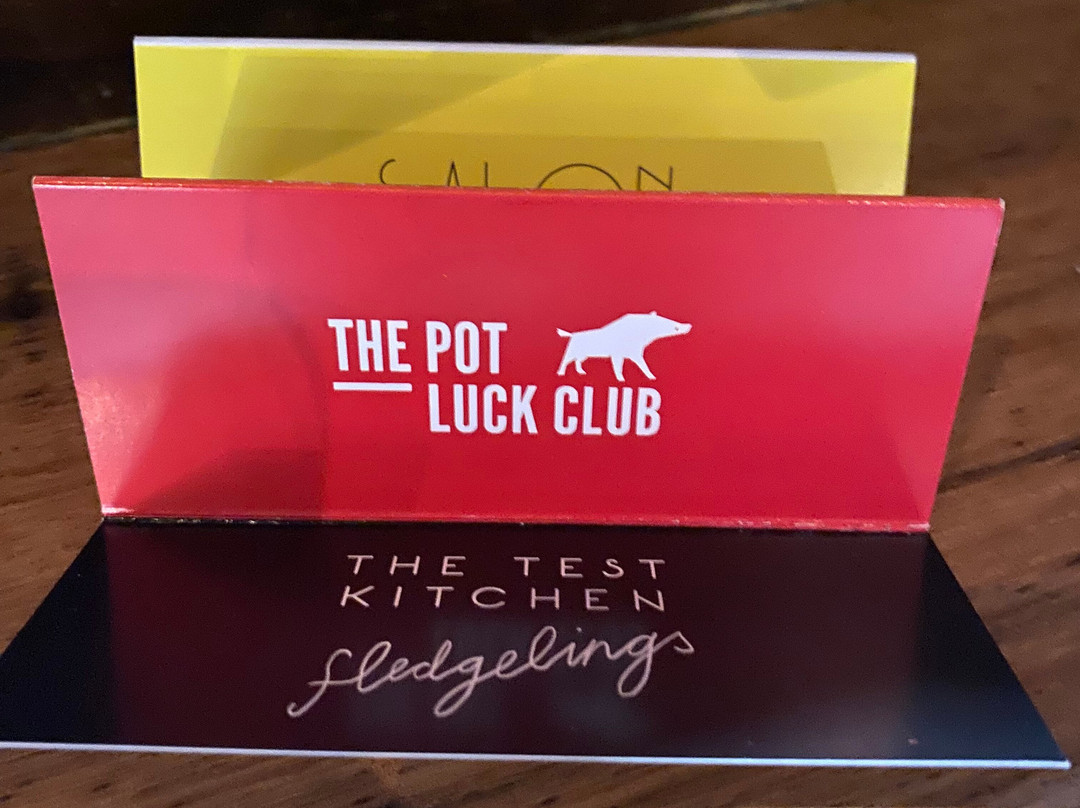 SALON
THE POT
LUCK CLUB
THE TEST
KITCHEN
fledgelings